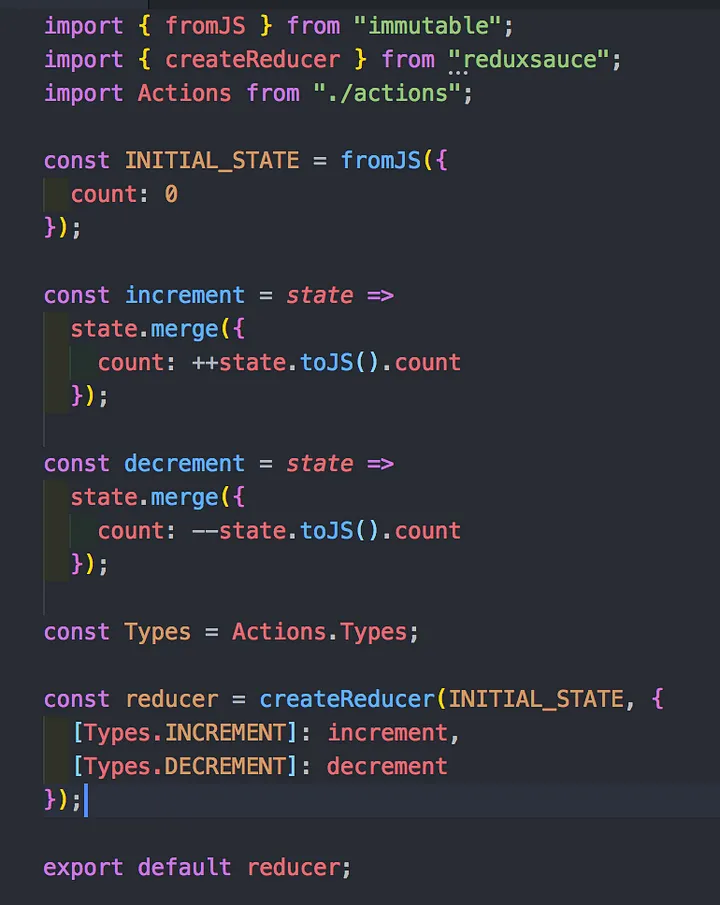 import { fromJS } from "immutable";
import { createReducer } from "reduxsauce";
import Actions from "./actions";
const INITIAL_STATE = fromJS({
  count: 0
});
const increment = state =>
  state.merge({
    count: ++state.toJS().count
  });
const decrement = state =>
  state.merge({
    count: --state.toJS().count
  });
const Types = Actions.Types;
const reducer = createReducer(INITIAL_STATE, {
  [Types.INCREMENT]: increment,
  [Types.DECREMENT]: decrement
});
export default reducer;